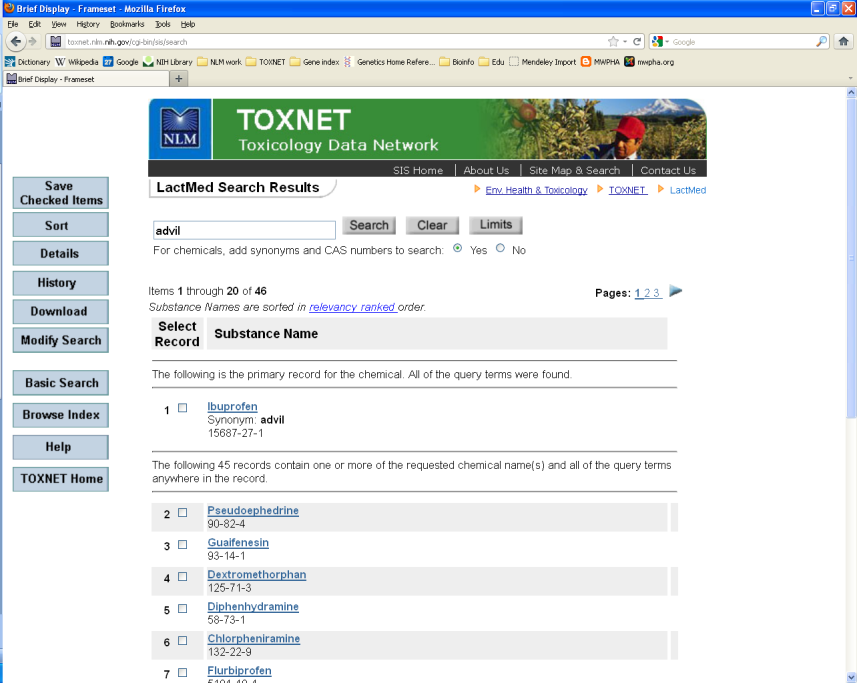 Brief Display - Frameset - Mozilla Firefox
File Edit View History Bookmarks Tools Help
toxnet.nlm.nih.gov/cgi-bin/sis/search
Google
Dictionary W Wikipedia 27 Google NIH Library NLM work TOXNET Gene index Genetics Home Refere... Bioinfo Edu Mendeley Import MWPHA mwpha.org
Brief Display - Frameset +
NLM
TOXNET
Toxicology Data Network
SIS Home | About Us | Site Map & Search | Contact Us
LactMed Search Results
Env. Health & Toxicology TOXNET LactMed
Save
Checked Items
Sort
Details
History
Download
Modify Search
Basic Search
Browse Index
Help
TOXNET Home
advil
Search Clear Limits
For chemicals, add synonyms and CAS numbers to search: Yes No
Items 1 through 20 of 46
Pages: 1 2 3
Substance Names are sorted in relevancy ranked order.
Select
Record
Substance Name
The following is the primary record for the chemical. All of the query terms were found.
1 Ibuprofen
Synonym: advil
15687-27-1
The following 45 records contain one or more of the requested chemical name(s) and all of the query terms
anywhere in the record.
2 Pseudoephedrine
90-82-4
3 Guaifenesin
93-14-1
4 Dextromethorphan
125-71-3
5 Diphenhydramine
58-73-1
6 Chlorpheniramine
132-22-9
7 Flurbiprofen